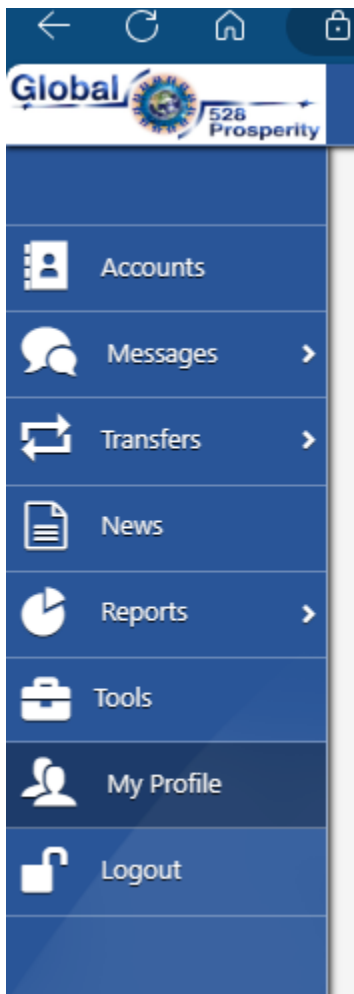 Global
528
Prosperity
Accounts
Messages
Transfers
News
Reports
Tools
My Profile
Logout